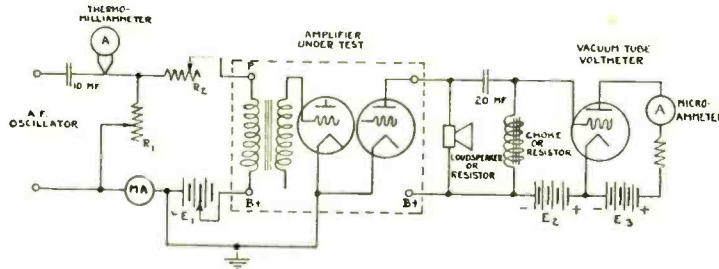 THERMO-
MILLIAMMETER
A
10 MF
R2
A.F.
OSCILLATOR
R1
MA
- E1
P
B+
AMPLIFIER
UNDER TEST
B+
20 MF
LOUDSPEAKER
OR
RESISTOR
CHOKE
OR
RESISTOR
VACUUM TUBE
VOLTMETER
A
MICRO-
AMMETER
- E2 +
- E3 +